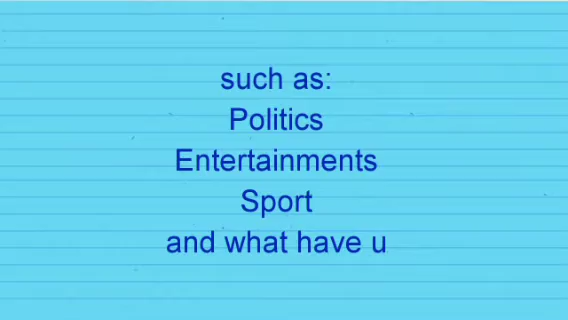 such as:
Politics
Entertainments
Sport
and what have u